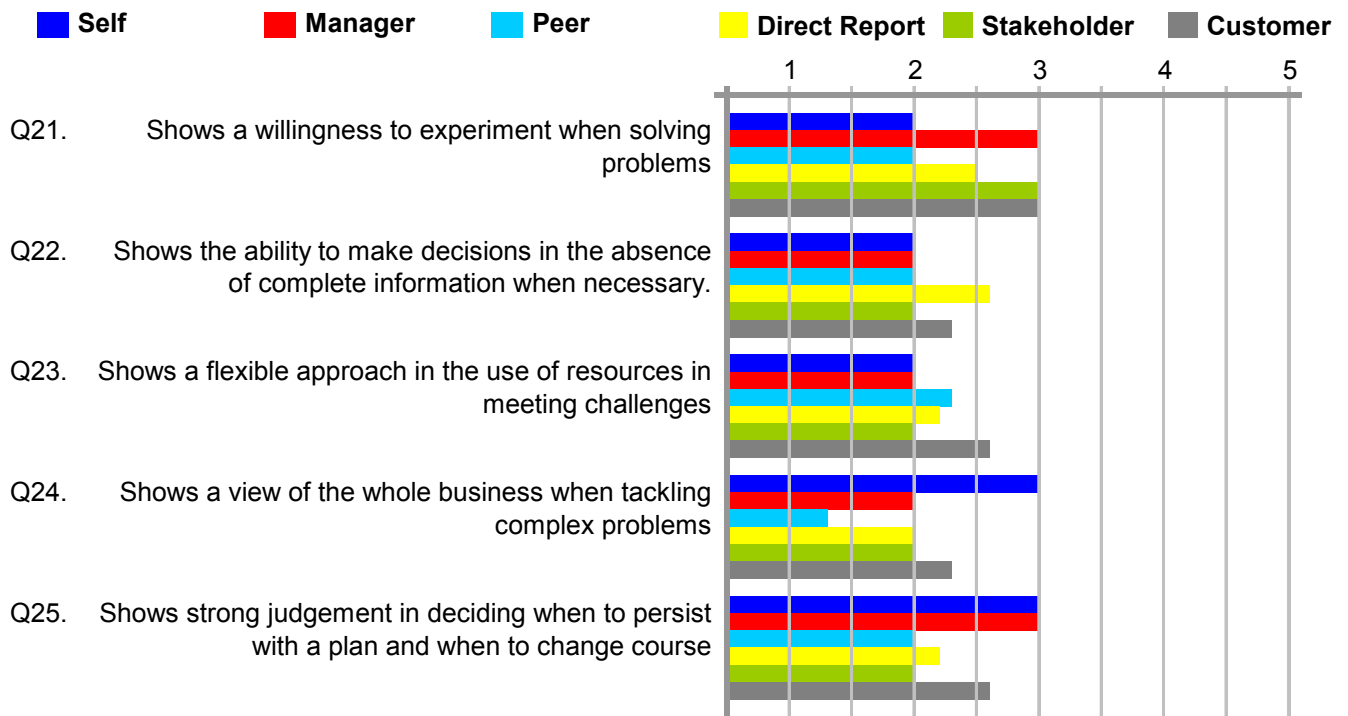 Self Manager Peer Direct Report Stakeholder Customer
1 2 3 4 5
Q21. Shows a willingness to experiment when solving
problems
Q22. Shows the ability to make decisions in the absence
of complete information when necessary.
Q23. Shows a flexible approach in the use of resources in
meeting challenges
Q24. Shows a view of the whole business when tackling
complex problems
Q25. Shows strong judgement in deciding when to persist
with a plan and when to change course